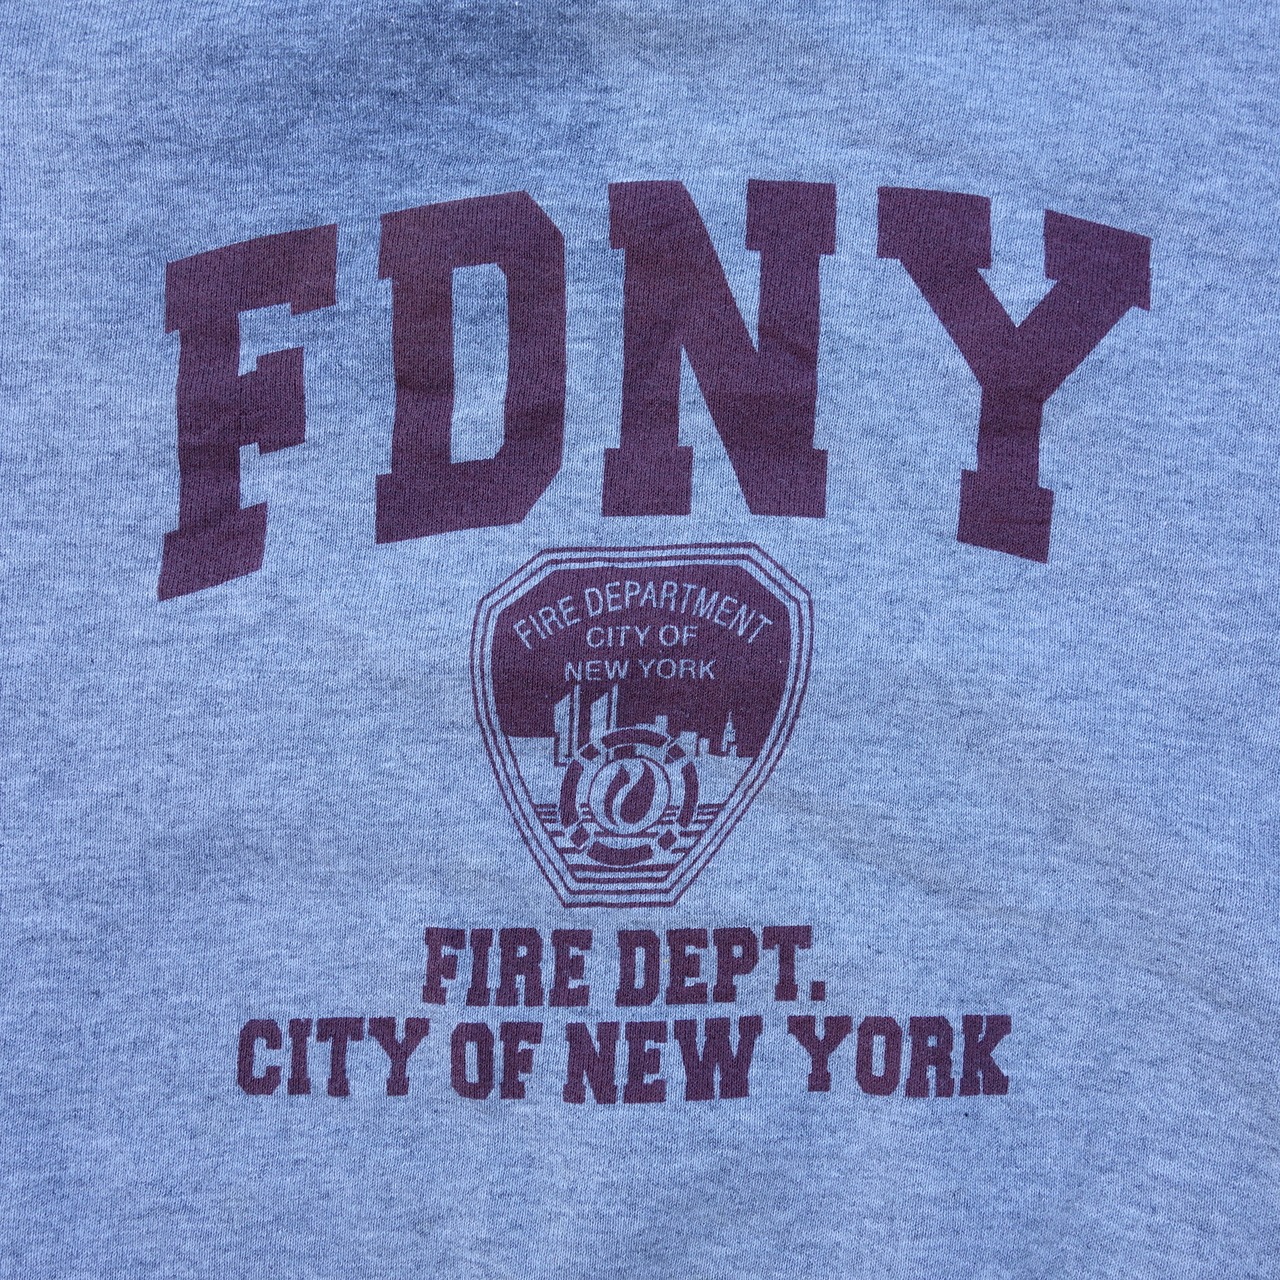 FDNY
FIRE DEPARTMENT
CITY OF
NEW YORK
FIRE DEPT.
CITY OF NEW YORK